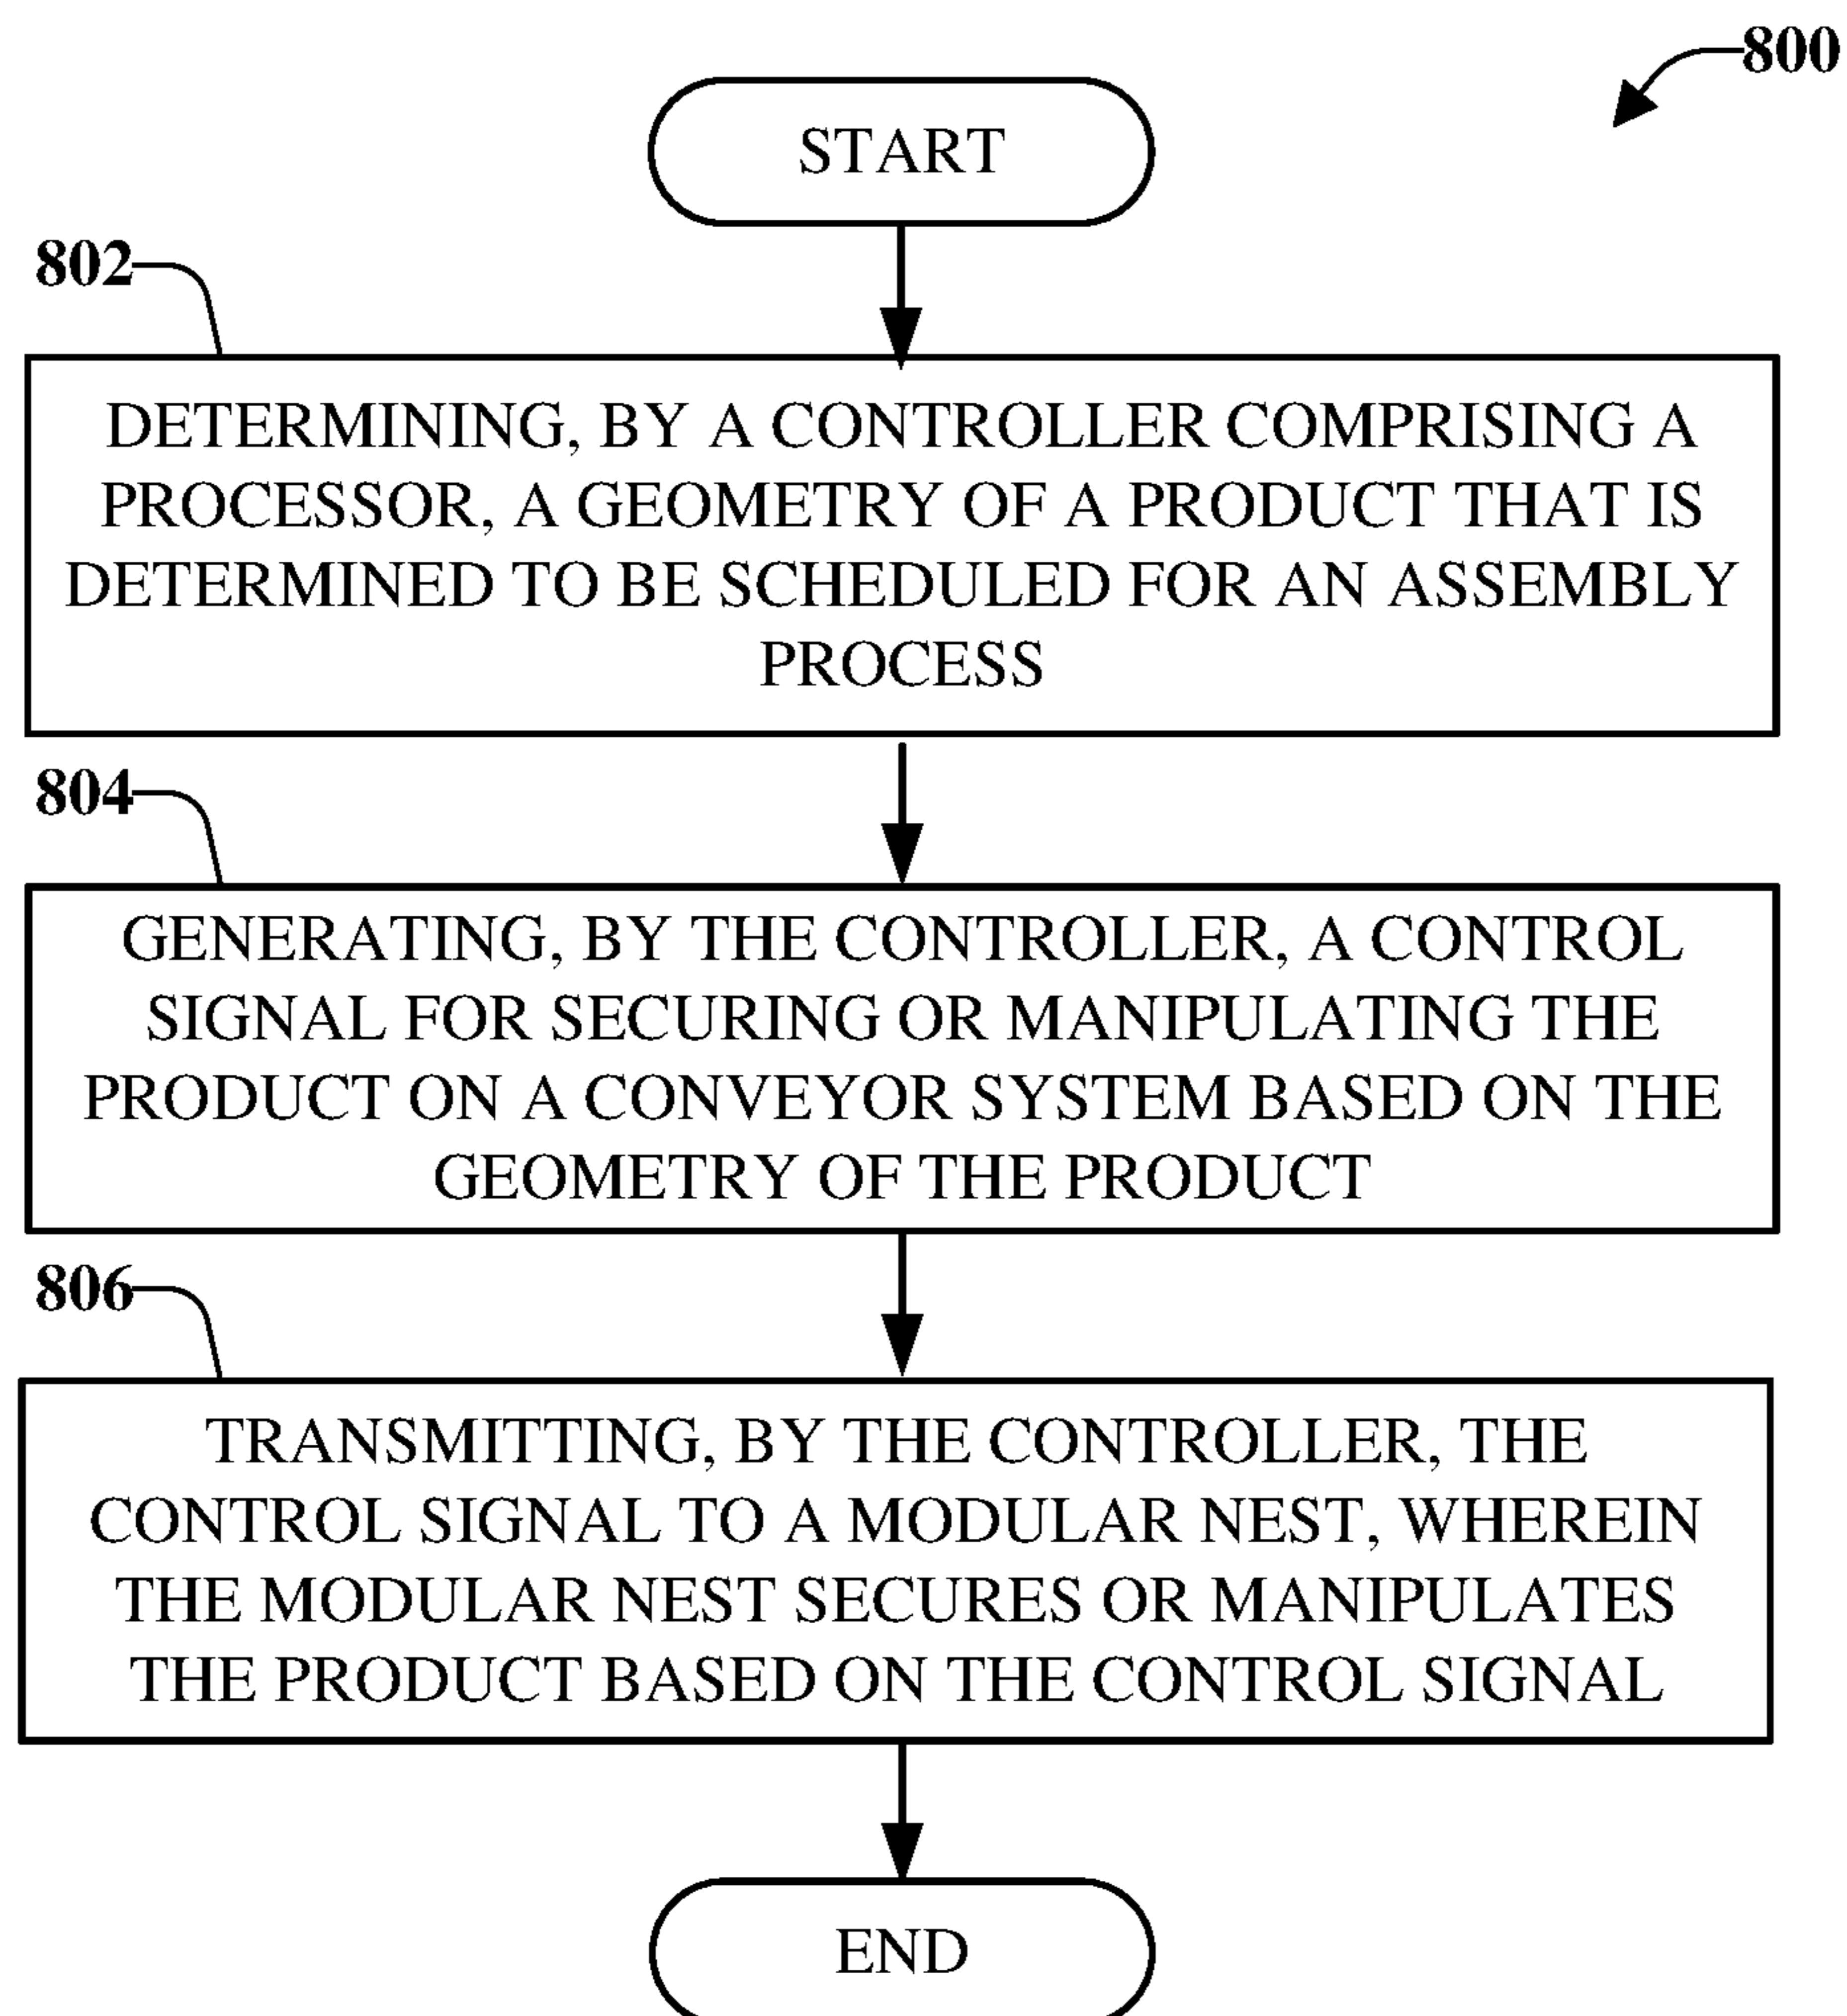 800
START
802
DETERMINING, BY A CONTROLLER COMPRISING A
PROCESSOR, A GEOMETRY OF A PRODUCT THAT IS
DETERMINED TO BE SCHEDULED FOR AN ASSEMBLY
PROCESS
804
GENERATING, BY THE CONTROLLER, A CONTROL
SIGNAL FOR SECURING OR MANIPULATING THE
PRODUCT ON A CONVEYOR SYSTEM BASED ON THE
GEOMETRY OF THE PRODUCT
806
TRANSMITTING, BY THE CONTROLLER, THE
CONTROL SIGNAL TO A MODULAR NEST, WHEREIN
THE MODULAR NEST SECURES OR MANIPULATES
THE PRODUCT BASED ON THE CONTROL SIGNAL
END